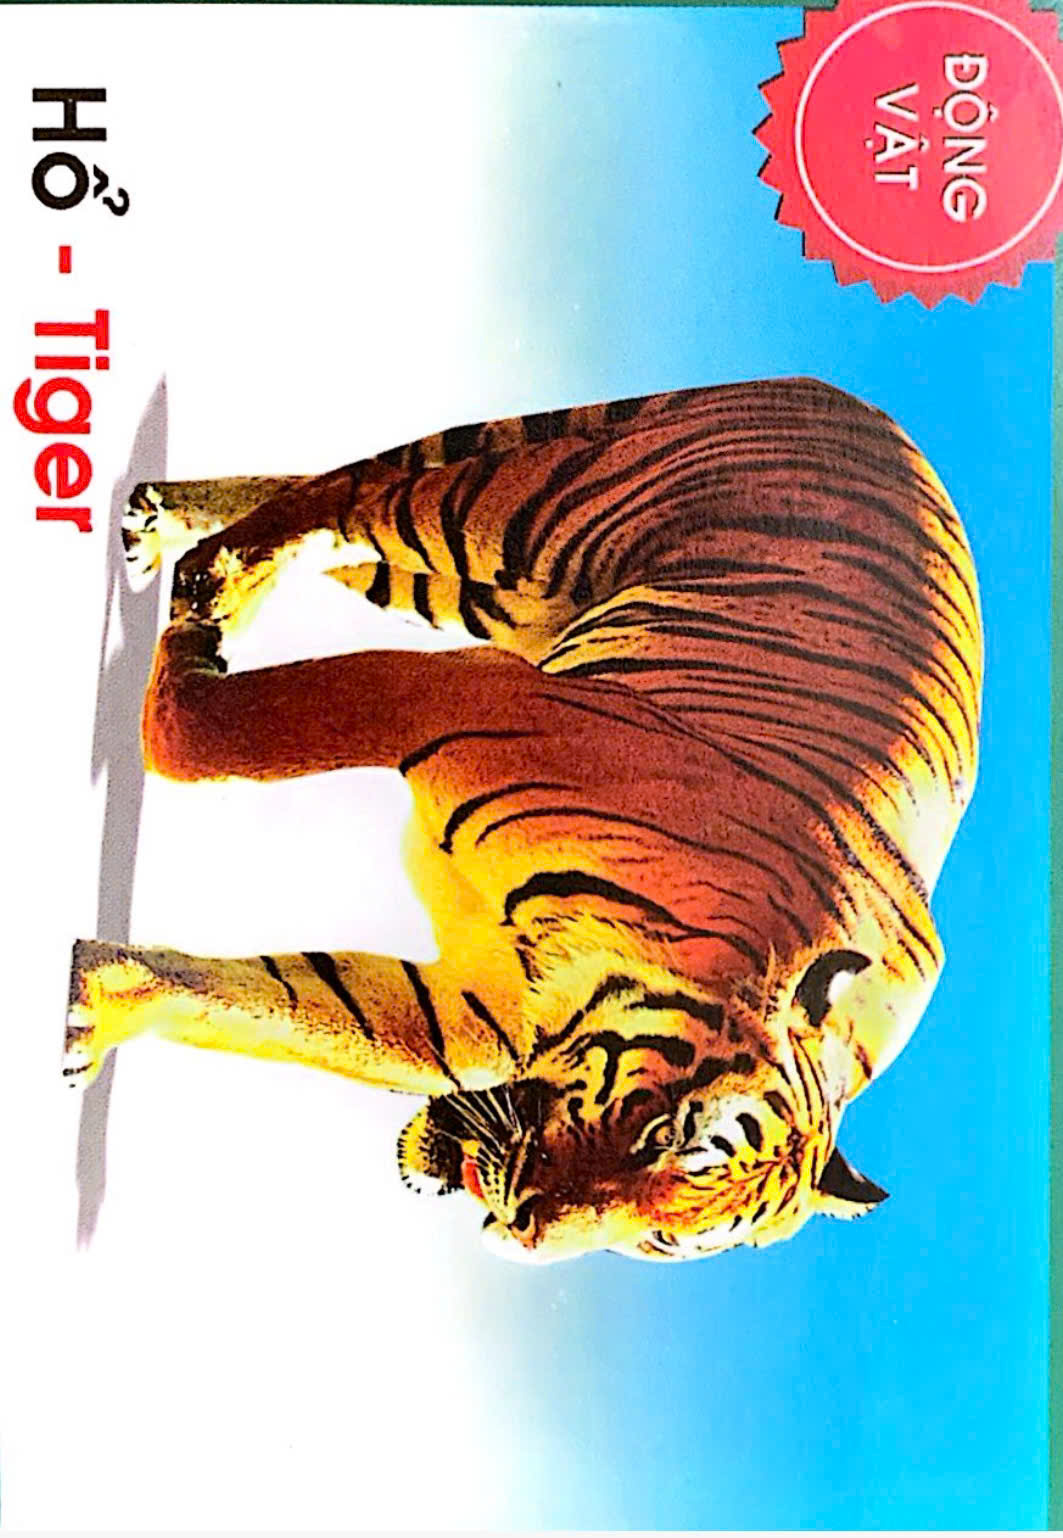 ĐỘNG
VẬT
Hổ - Tiger